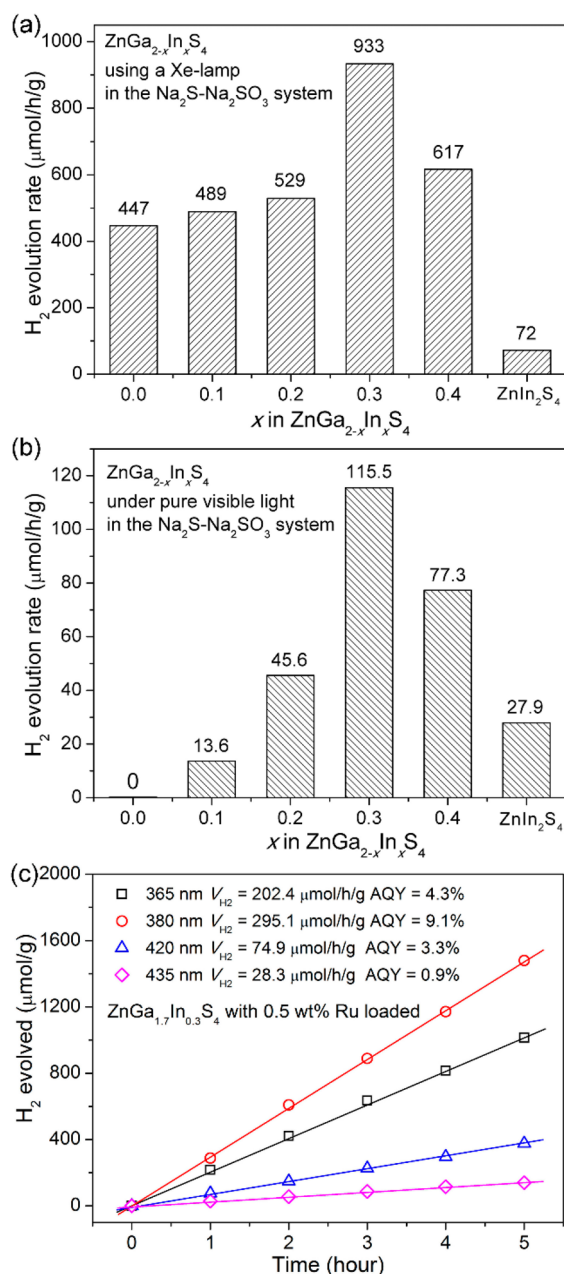 (a)
ZnGa2-xInxS4
using a Xe-lamp
in the Na2S-Na2SO3 system
H2 evolution rate (μmol/h/g)
1000
800
600
400
200
0
447
489
529
933
617
72
0.0
0.1
0.2
0.3
0.4
ZnIn2S4
x in ZnGa2-xInxS4
(b)
ZnGa2-xInxS4
under pure visible light
in the Na2S-Na2SO3 system
H2 evolution rate (μmol/h/g)
120
100
80
60
40
20
0
0
13.6
45.6
115.5
77.3
27.9
0.0
0.1
0.2
0.3
0.4
ZnIn2S4
x in ZnGa2-xInxS4
(c)
365 nm VH2 = 202.4 μmol/h/g AQY = 4.3%
380 nm VH2 = 295.1 μmol/h/g AQY = 9.1%
420 nm VH2 = 74.9 μmol/h/g AQY = 3.3%
435 nm VH2 = 28.3 μmol/h/g AQY = 0.9%
ZnGa1.7In0.3S4 with 0.5 wt% Ru loaded
H2 evolved (μmol/g)
2000
1600
1200
800
400
0
0
1
2
3
4
5
Time (hour)